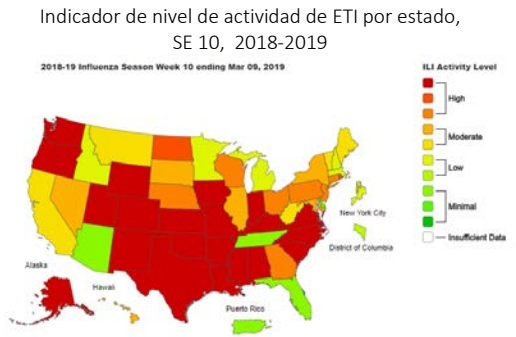 Indicador de nivel de actividad de ETI por estado,
SE 10,  2018-2019
2018-19 Influenza Season Week 10 ending Mar 09, 2019
ILI Activity Level
High
Moderate
Low
Minimal
Insufficient Data
New York City
District of Columbia
Alaska
Hawaii
Puerto Rico